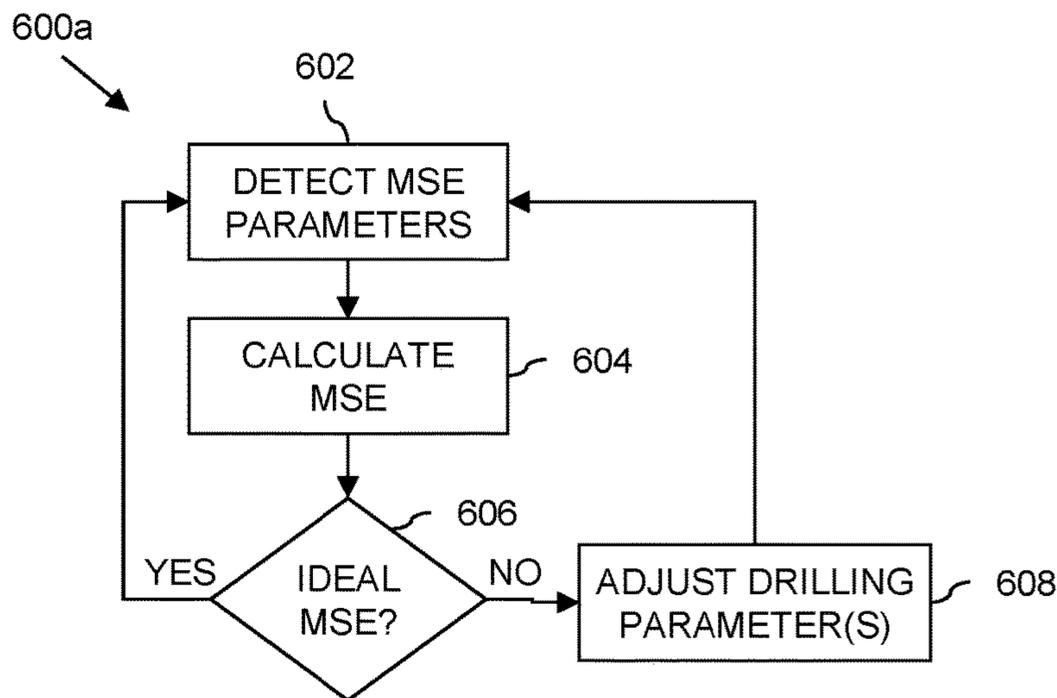 600a
602
DETECT MSE
PARAMETERS
CALCULATE
MSE
604
606
YES
IDEAL
MSE?
NO
ADJUST DRILLING
PARAMETER(S)
608